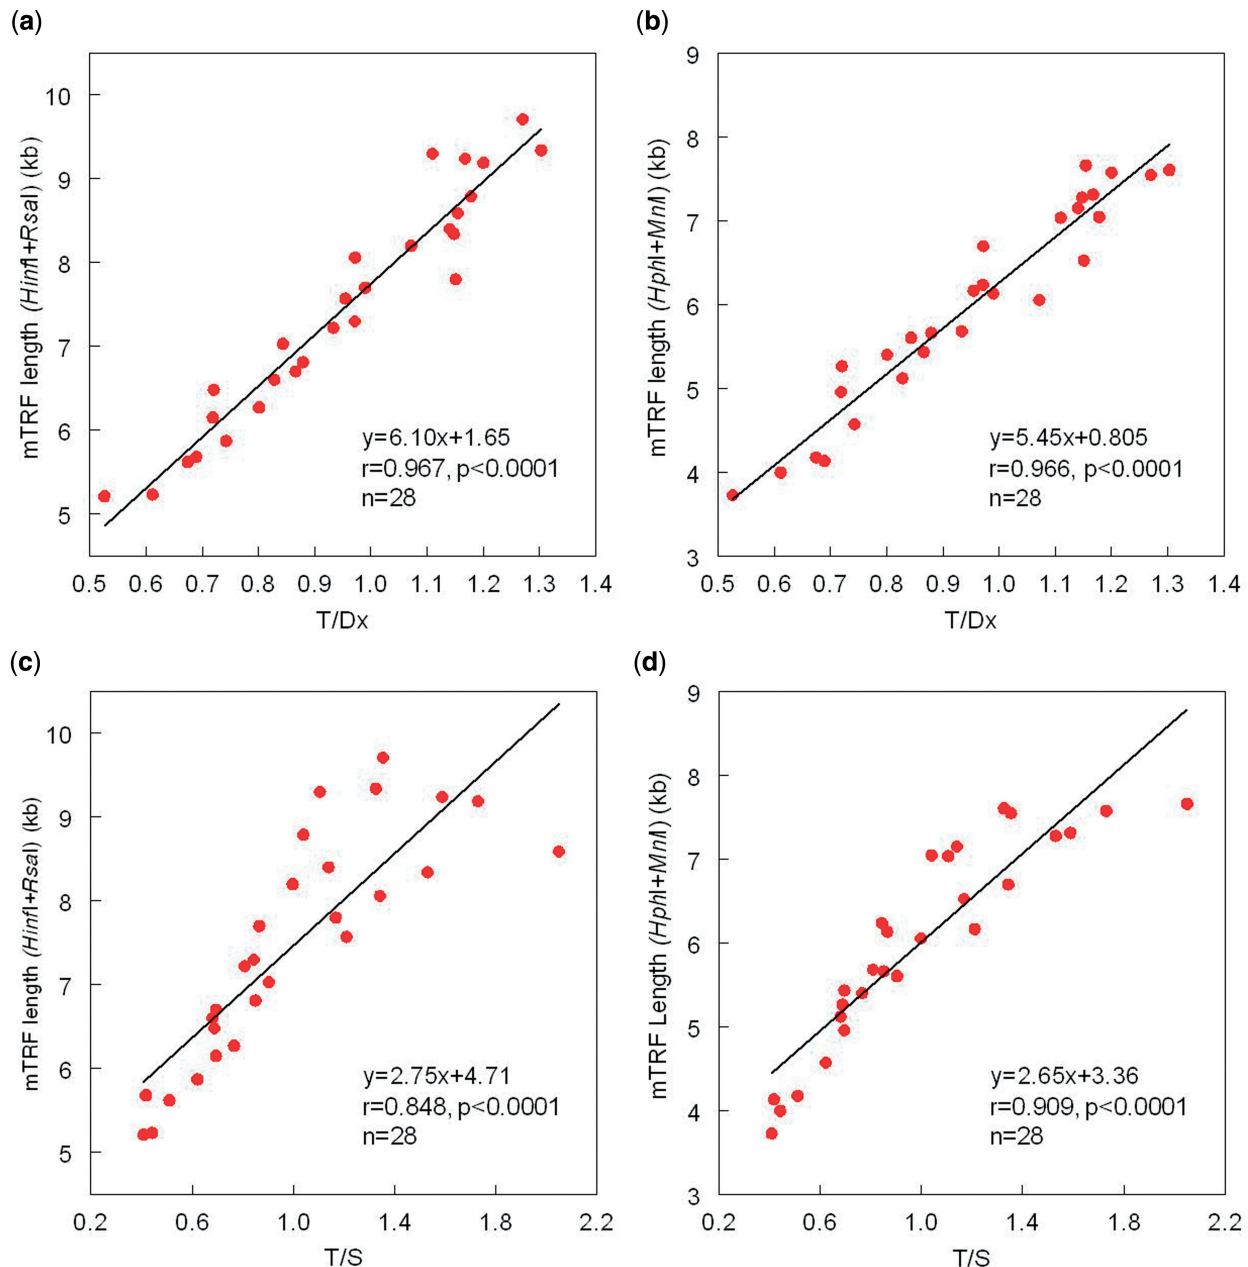 (a)
mTRF length (HinfI+RsaI) (kb)
10
9
8
7
6
5
y=6.10x+1.65
r=0.967, p<0.0001
n=28
0.5 0.6 0.7 0.8 0.9 1.0 1.1 1.2 1.3 1.4
T/Dx
(b)
mTRF length (HphI+MnlI) (kb)
9
8
7
6
5
4
3
y=5.45x+0.805
r=0.966, p<0.0001
n=28
0.5 0.6 0.7 0.8 0.9 1.0 1.1 1.2 1.3 1.4
T/Dx
(c)
mTRF length (HinfI+RsaI) (kb)
10
9
8
7
6
5
y=2.75x+4.71
r=0.848, p<0.0001
n=28
0.2 0.6 1.0 1.4 1.8 2.2
T/S
(d)
mTRF Length (HphI+MnlI) (kb)
9
8
7
6
5
4
3
y=2.65x+3.36
r=0.909, p<0.0001
n=28
0.2 0.6 1.0 1.4 1.8 2.2
T/S